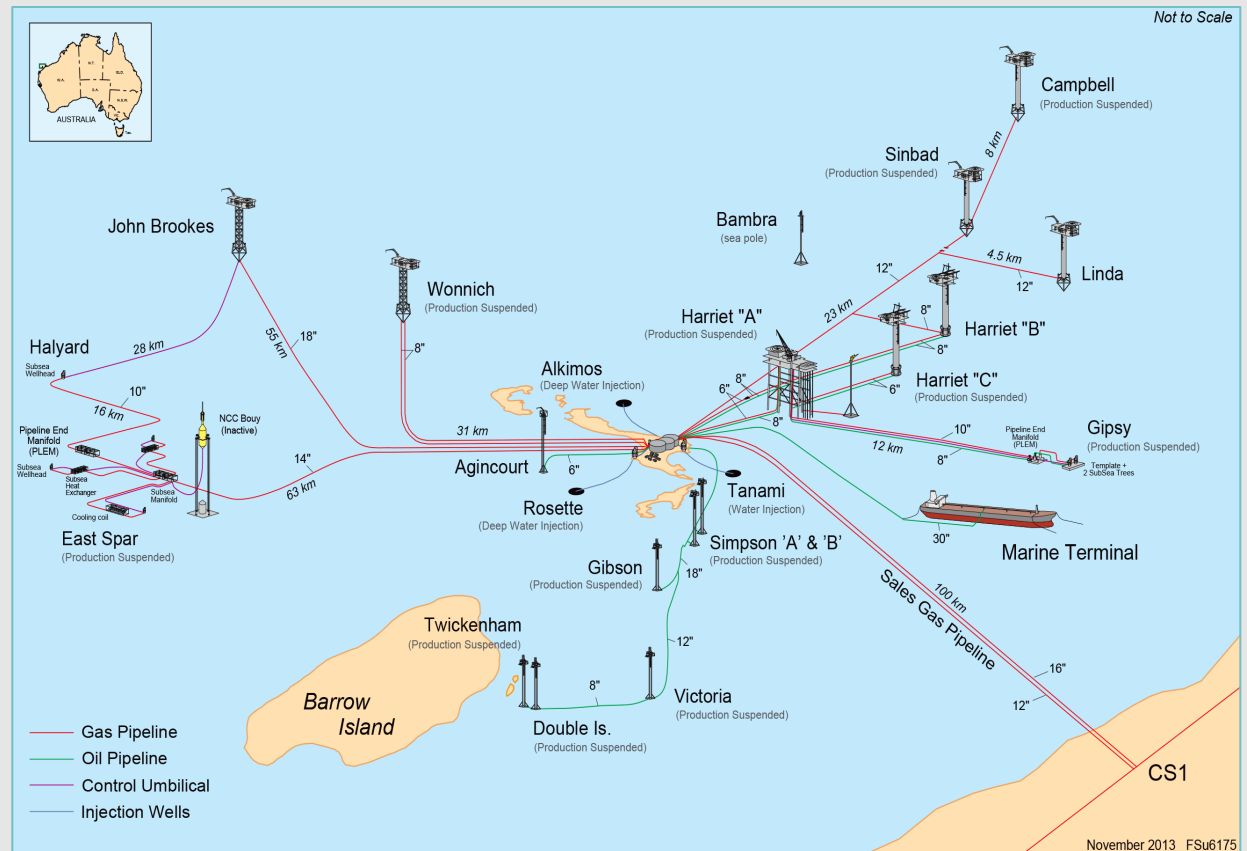 Not to Scale
W.A.
N.T.
QLD.
S.A.
N.S.W.
AUSTRALIA
Campbell
(Production Suspended)
8 km
Sinbad
(Production Suspended)
Bambra
(sea pole)
John Brookes
4.5 km
12"
Linda
12"
Wonnich
(Production Suspended)
23 km
8"
Harriet "A"
(Production Suspended)
Harriet "B"
8"
55 km
18"
8"
28 km
Halyard
Subsea
Wellhead
Alkimos
(Deep Water Injection)
8"
6"
6"
Harriet "C"
(Production Suspended)
10"
16 km
NCC Bouy
(Inactive)
8"
10"
12 km
8"
Pipeline End
Manifold
(PLEM)
Gipsy
(Production Suspended)
Template +
2 SubSea Trees
Pipeline End
Manifold
(PLEM)
31 km
14"
63 km
Agincourt
6"
Subsea
Wellhead
Subsea
Heat
Exchanger
Subsea
Manifold
Cooling coil
East Spar
(Production Suspended)
Rosette
(Deep Water Injection)
Tanami
(Water Injection)
30"
Marine Terminal
Simpson 'A' & 'B'
(Production Suspended)
18"
Gibson
(Production Suspended)
100 km
Sales Gas Pipeline
Twickenham
(Production Suspended)
12"
16"
12"
8"
Victoria
(Production Suspended)
Barrow
Island
Double Is.
(Production Suspended)
Gas Pipeline
Oil Pipeline
Control Umbilical
Injection Wells
CS1
November 2013 FSu6175